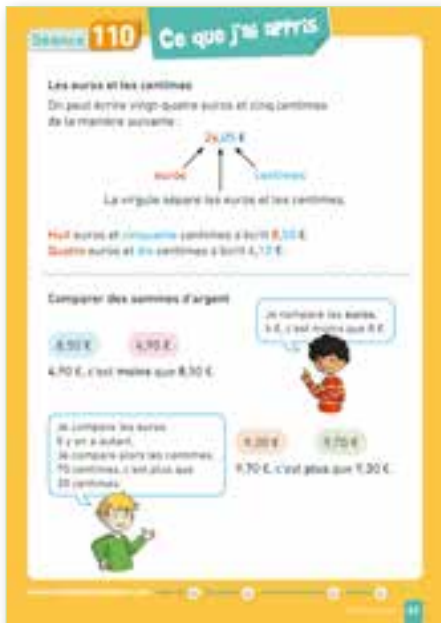 Séance 110 Ce que j'ai appris
Les euros et les centimes
On peut écrire vingt-quatre euros et cinq centimes
de la manière suivante :
24,05 €
euros centimes
La virgule sépare les euros et les centimes.
Huit euros et cinquante centimes s'écrit 8,50 €.
Quatre euros et dix centimes s'écrit 4,10 €.
Comparer des sommes d'argent
Je compare les euros.
4 €, c'est moins que 8 €.
8,50 € 4,90 €
4,90 €, c'est moins que 8,50 €.
Je compare les euros.
Il y en a autant.
Je compare alors les centimes.
70 centimes, c'est plus que
30 centimes.
9,30 € 9,70 €
9,70 €, c'est plus que 9,30 €.